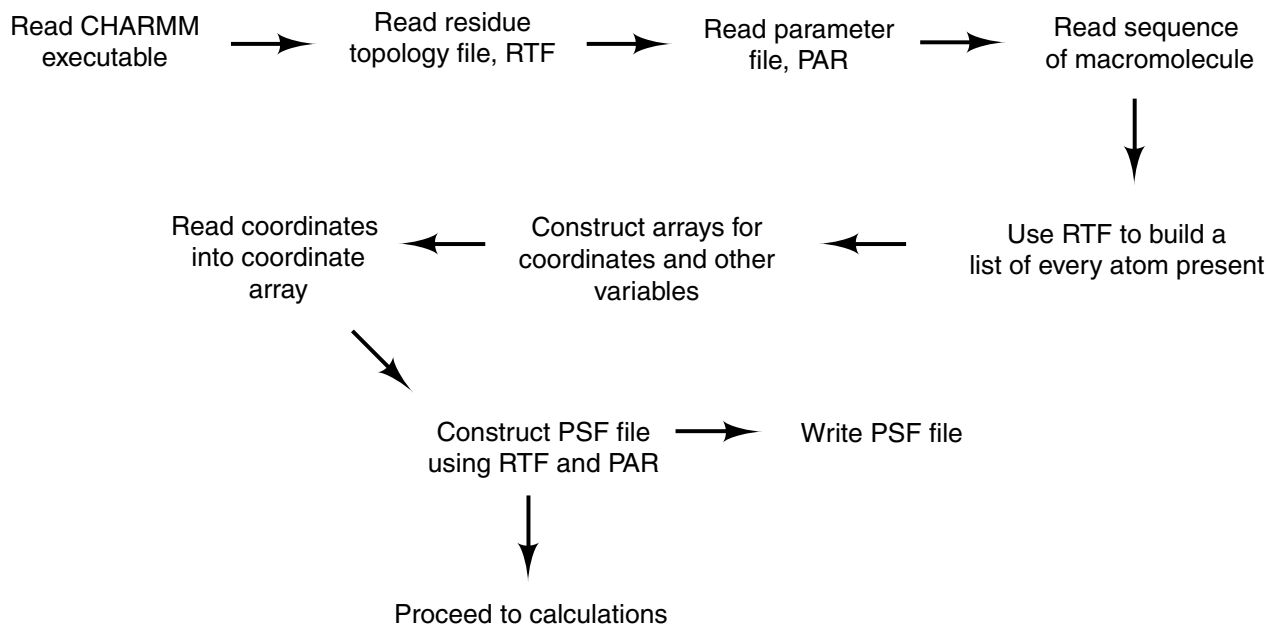 Read CHARMM
executable
Read residue
topology file, RTF
Read parameter
file, PAR
Read sequence
of macromolecule
Use RTF to build a
list of every atom present
Construct arrays for
coordinates and other
variables
Read coordinates
into coordinate
array
Construct PSF file
using RTF and PAR
Write PSF file
Proceed to calculations